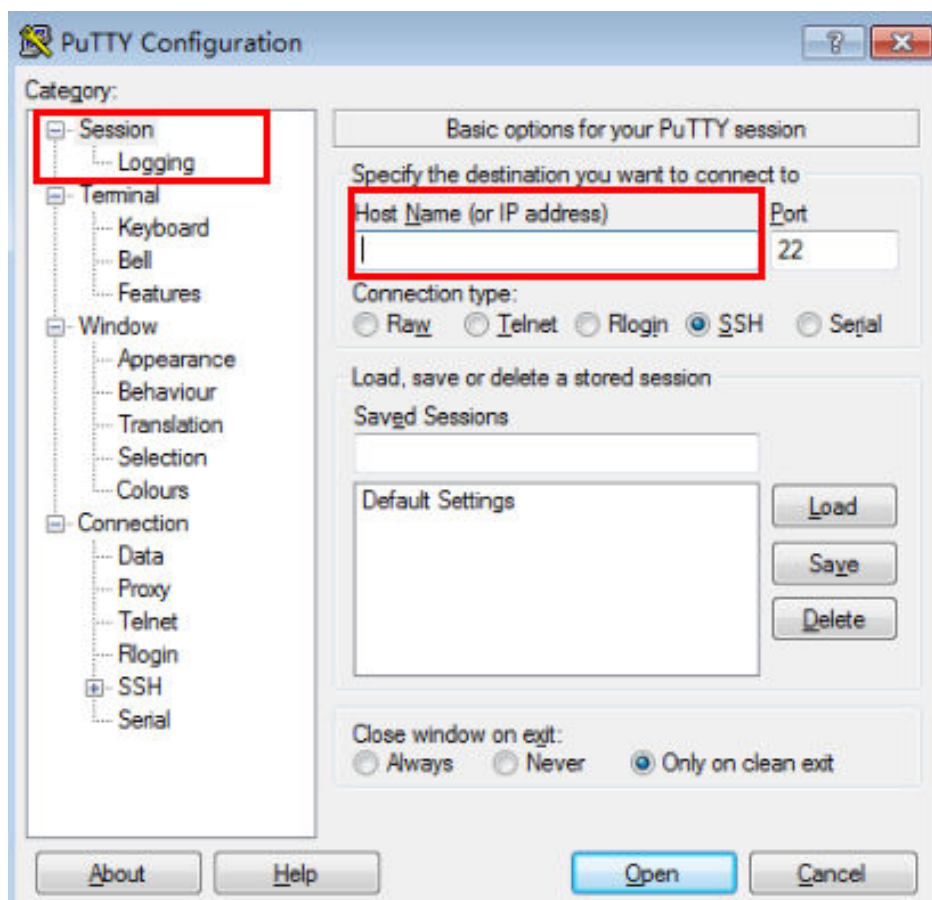 PuTTY Configuration
Category:
Session
Logging
Terminal
Keyboard
Bell
Features
Window
Appearance
Behaviour
Translation
Selection
Colours
Connection
Data
Proxy
Telnet
Rlogin
SSH
Serial
Basic options for your PuTTY session
Specify the destination you want to connect to
Host Name (or IP address) Port
22
Connection type:
Raw Telnet Rlogin SSH Serial
Load, save or delete a stored session
Saved Sessions
Default Settings
Load
Save
Delete
Close window on exit:
Always Never Only on clean exit
About Help Open Cancel